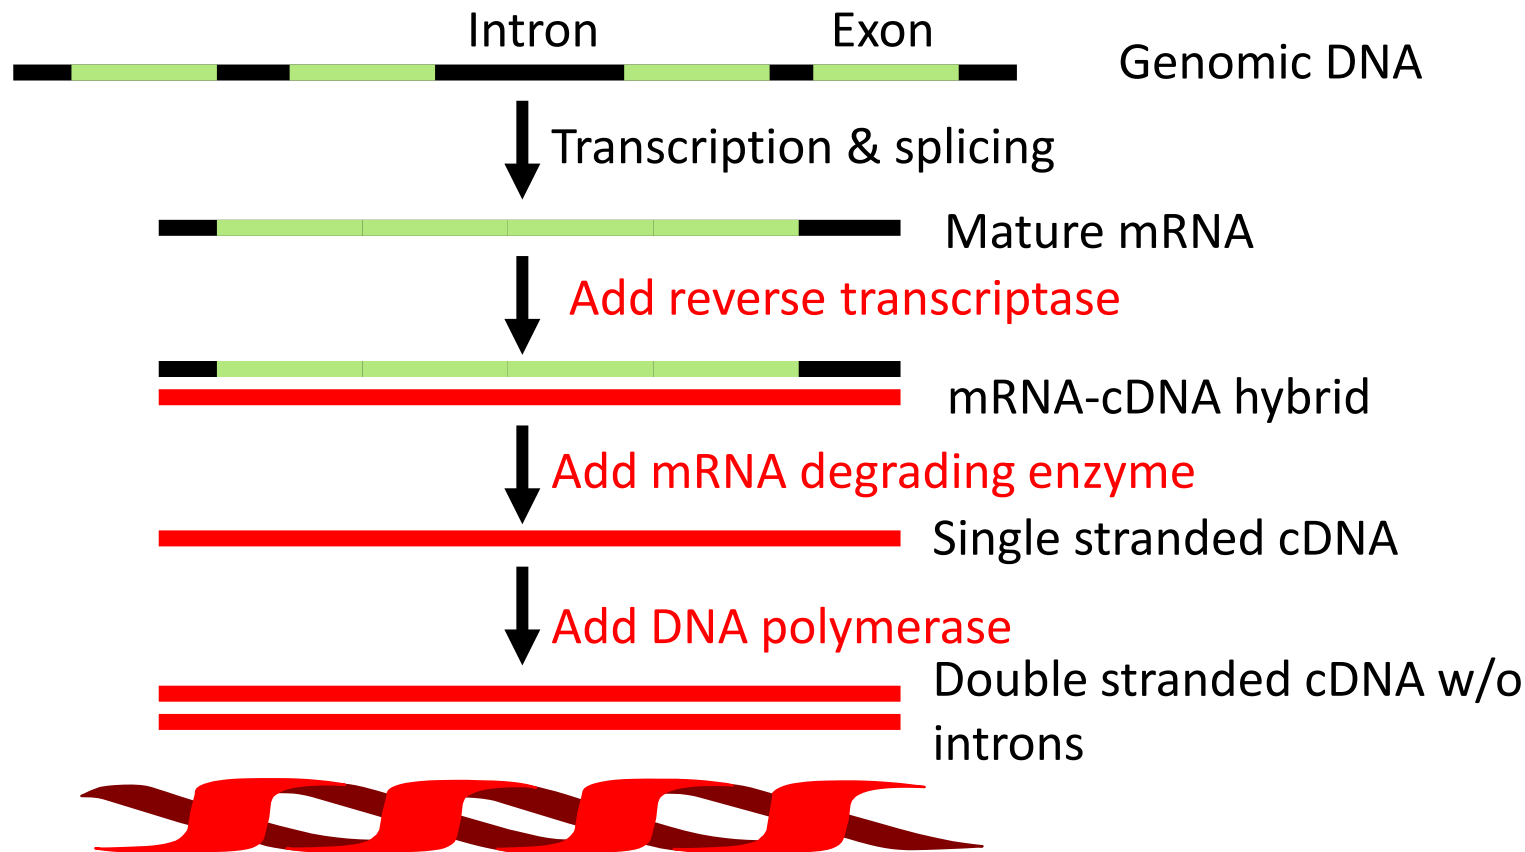 Intron
Exon
Genomic DNA
Transcription & splicing
Mature mRNA
Add reverse transcriptase
mRNA-cDNA hybrid
Add mRNA degrading enzyme
Single stranded cDNA
Add DNA polymerase
Double stranded cDNA w/o
introns